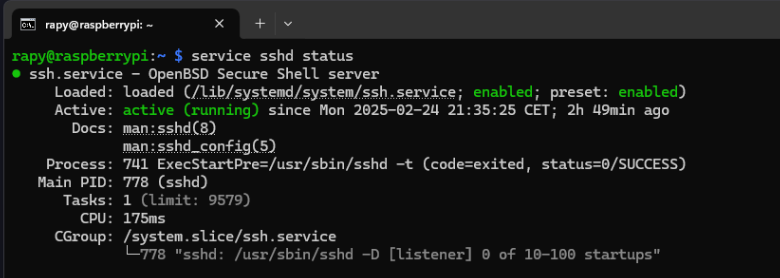 rapy@raspberrypi: ~
rapy@raspberrypi:~ $ service sshd status
● ssh.service - OpenBSD Secure Shell server
Loaded: loaded (/lib/systemd/system/ssh.service; enabled; preset: enabled)
Active: active (running) since Mon 2025-02-24 21:35:25 CET; 2h 49min ago
Docs: man:sshd(8)
man:sshd_config(5)
Process: 741 ExecStartPre=/usr/sbin/sshd -t (code=exited, status=0/SUCCESS)
Main PID: 778 (sshd)
Tasks: 1 (limit: 9579)
CPU: 175ms
CGroup: /system.slice/ssh.service
└─778 "sshd: /usr/sbin/sshd -D [listener] 0 of 10-100 startups"